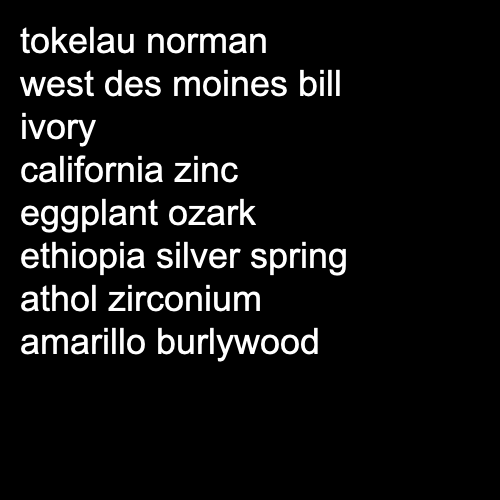 tokelau norman
west des moines bill
ivory
california zinc
eggplant ozark
ethiopia silver spring
athol zirconium
amarillo burlywood